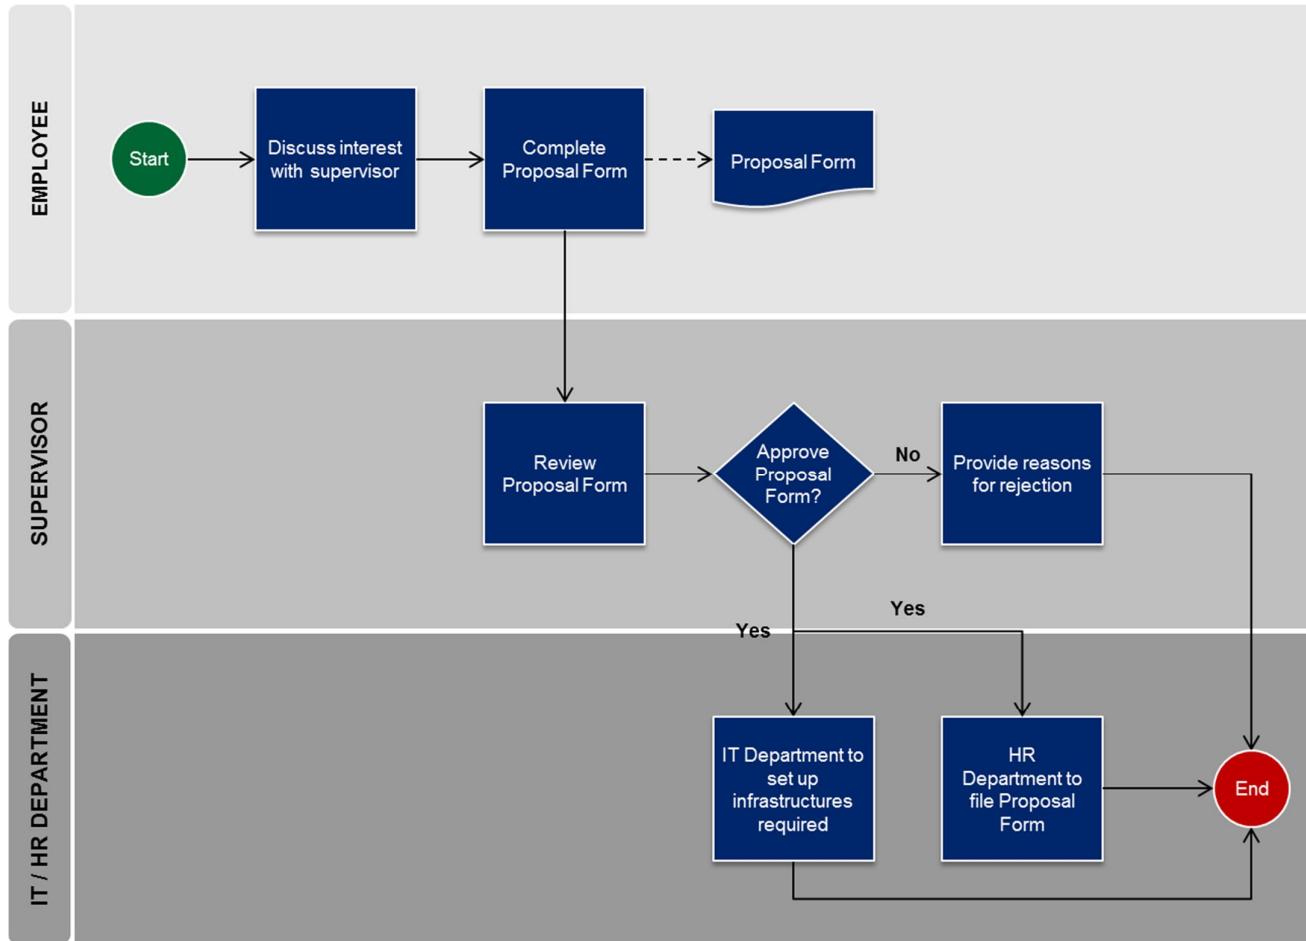 EMPLOYEE
Start
Discuss interest
with supervisor
Complete
Proposal Form
Proposal Form
SUPERVISOR
Review
Proposal Form
Approve
Proposal
Form?
No
Provide reasons
for rejection
Yes
Yes
IT / HR DEPARTMENT
IT Department to
set up
infrastructures
required
HR
Department to
file Proposal
Form
End